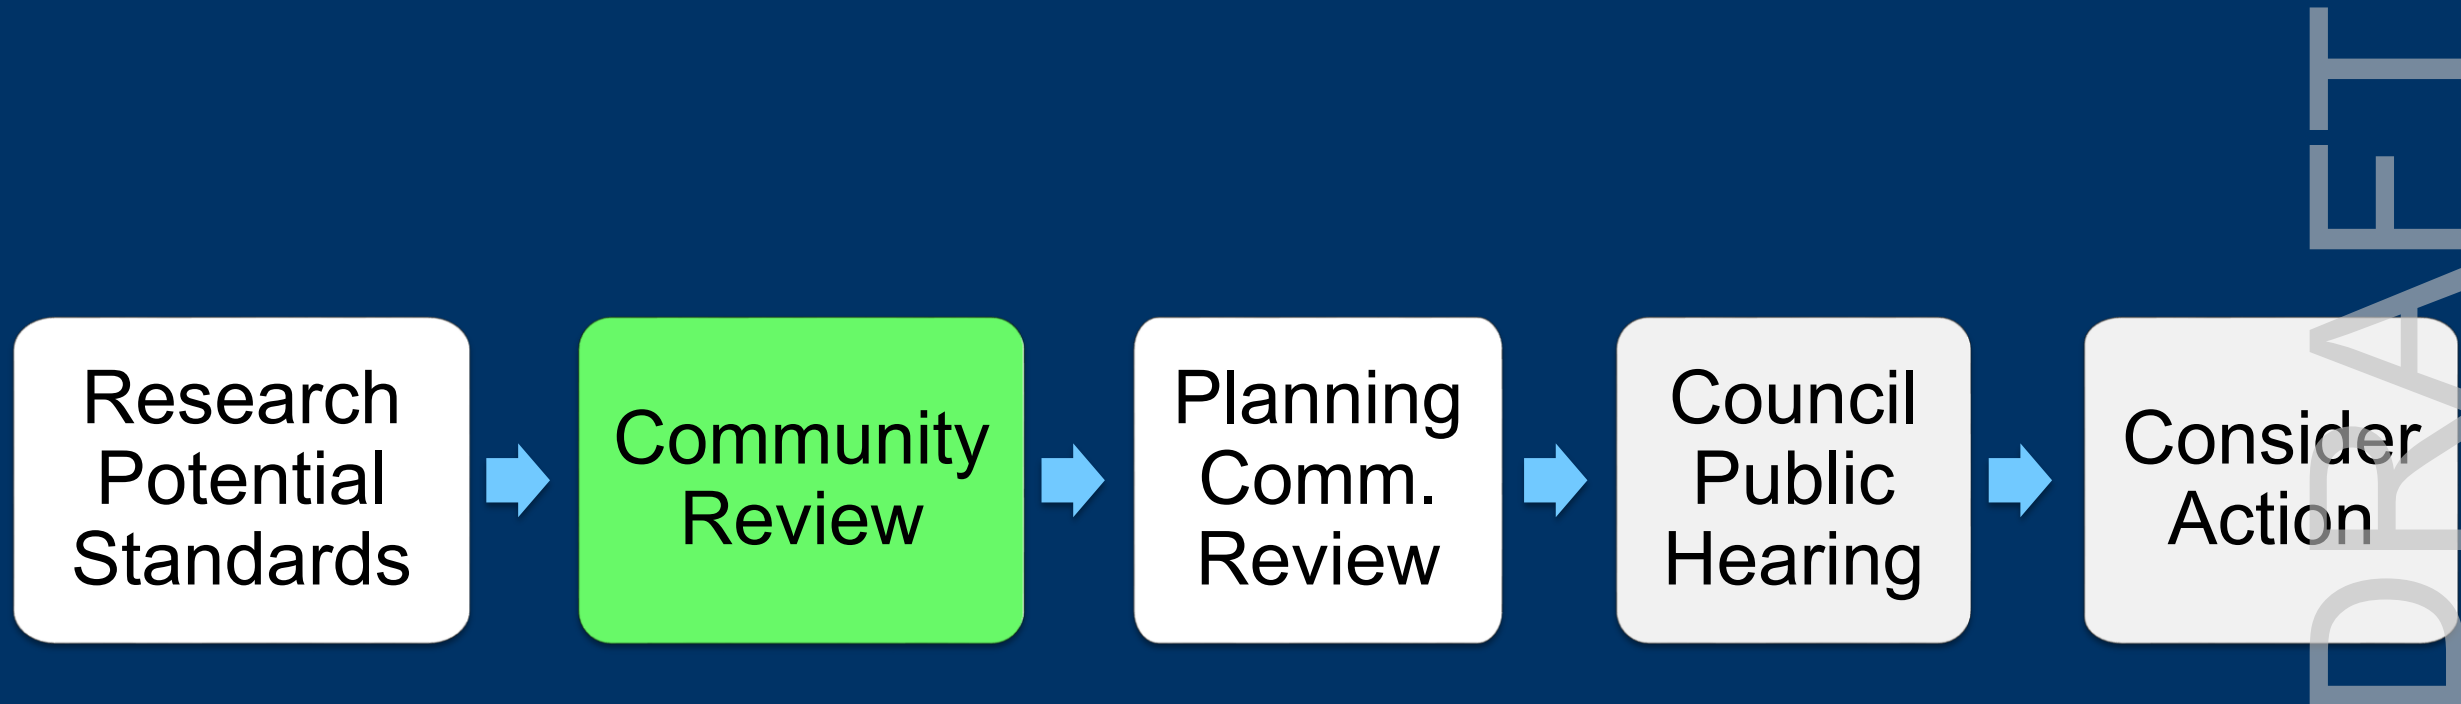 Research
Potential
Standards
Community
Review
Planning
Comm.
Review
Council
Public
Hearing
Consider
Action
DRAFT